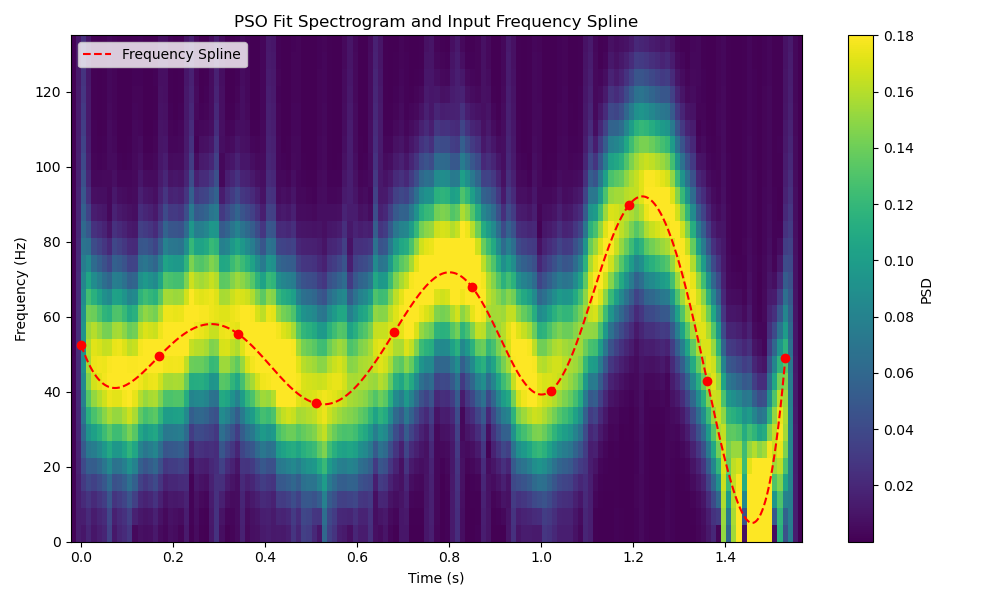 PSO Fit Spectrogram and Input Frequency Spline
Frequency Spline
Frequency (Hz)
120
100
80
60
40
20
0
0.0 0.2 0.4 0.6 0.8 1.0 1.2 1.4
Time (s)
0.18
0.16
0.14
0.12
0.10
0.08
0.06
0.04
0.02
PSD